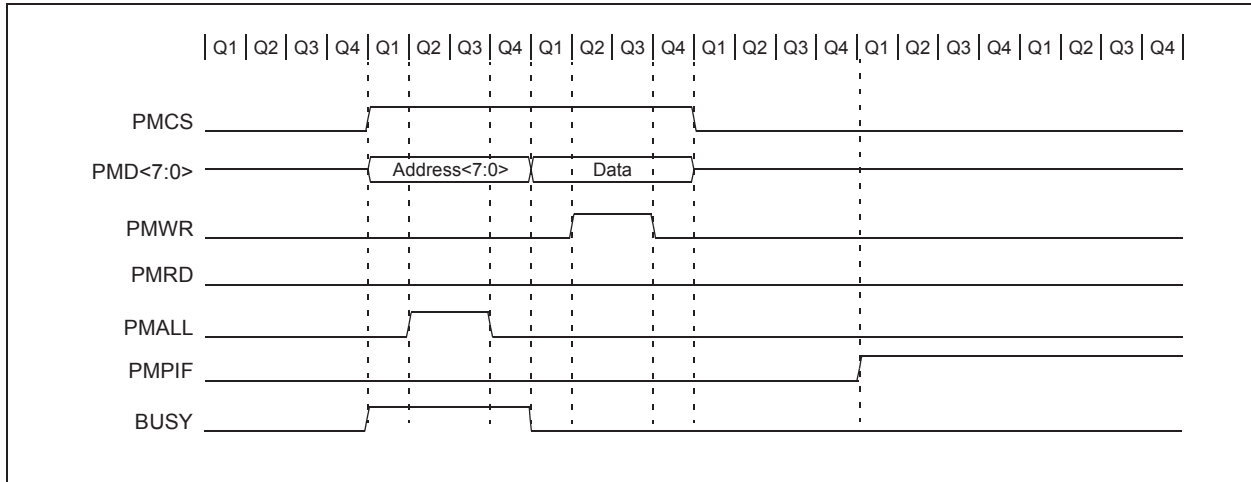 Q1 Q2 Q3 Q4 Q1 Q2 Q3 Q4 Q1 Q2 Q3 Q4 Q1 Q2 Q3 Q4 Q1 Q2 Q3 Q4 Q1 Q2 Q3 Q4
PMCS
PMD<7:0> Address<7:0> Data
PMWR
PMRD
PMALL
PMPIF
BUSY